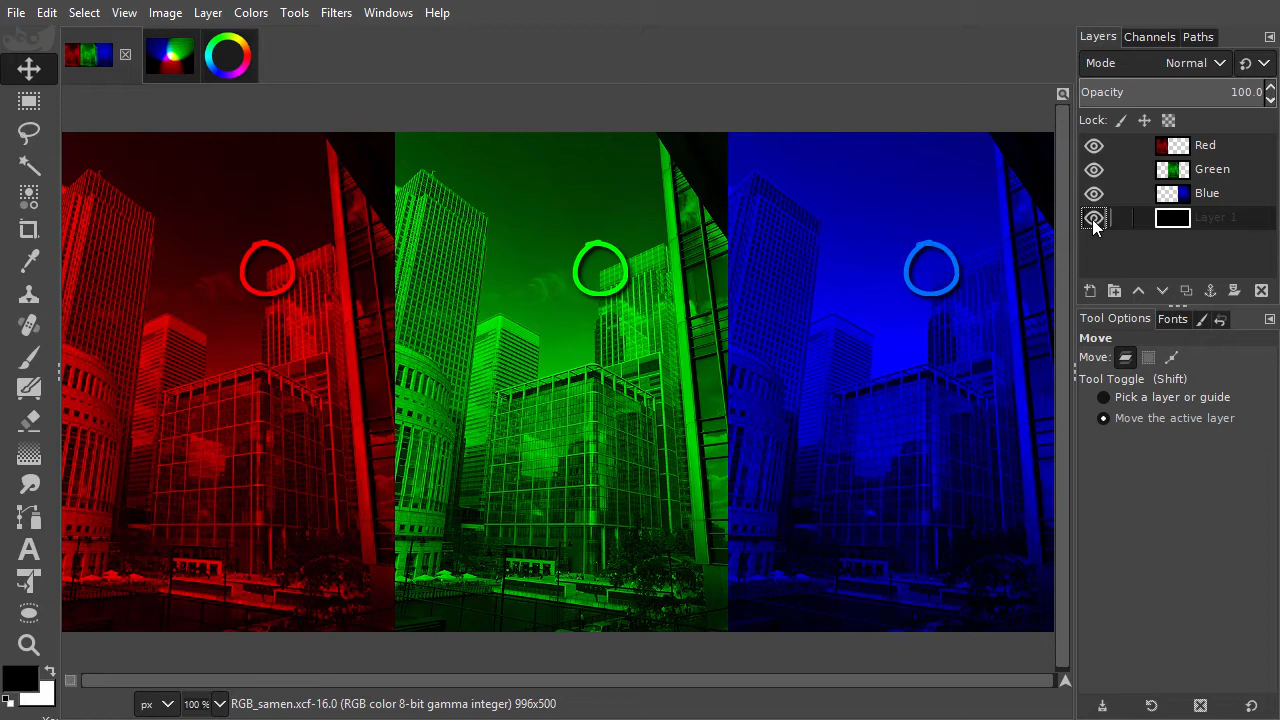 File Edit Select View Image Layer Colors Tools Filters Windows Help
Layers Channels Paths
Mode Normal
Opacity 100.0
Lock:
Red
Green
Blue
Layer 1
Tool Options Fonts
Move
Move:
Tool Toggle (Shift)
Pick a layer or guide
Move the active layer
px 100 % RGB_samen.xcf-16.0 (RGB color 8-bit gamma integer) 996x500